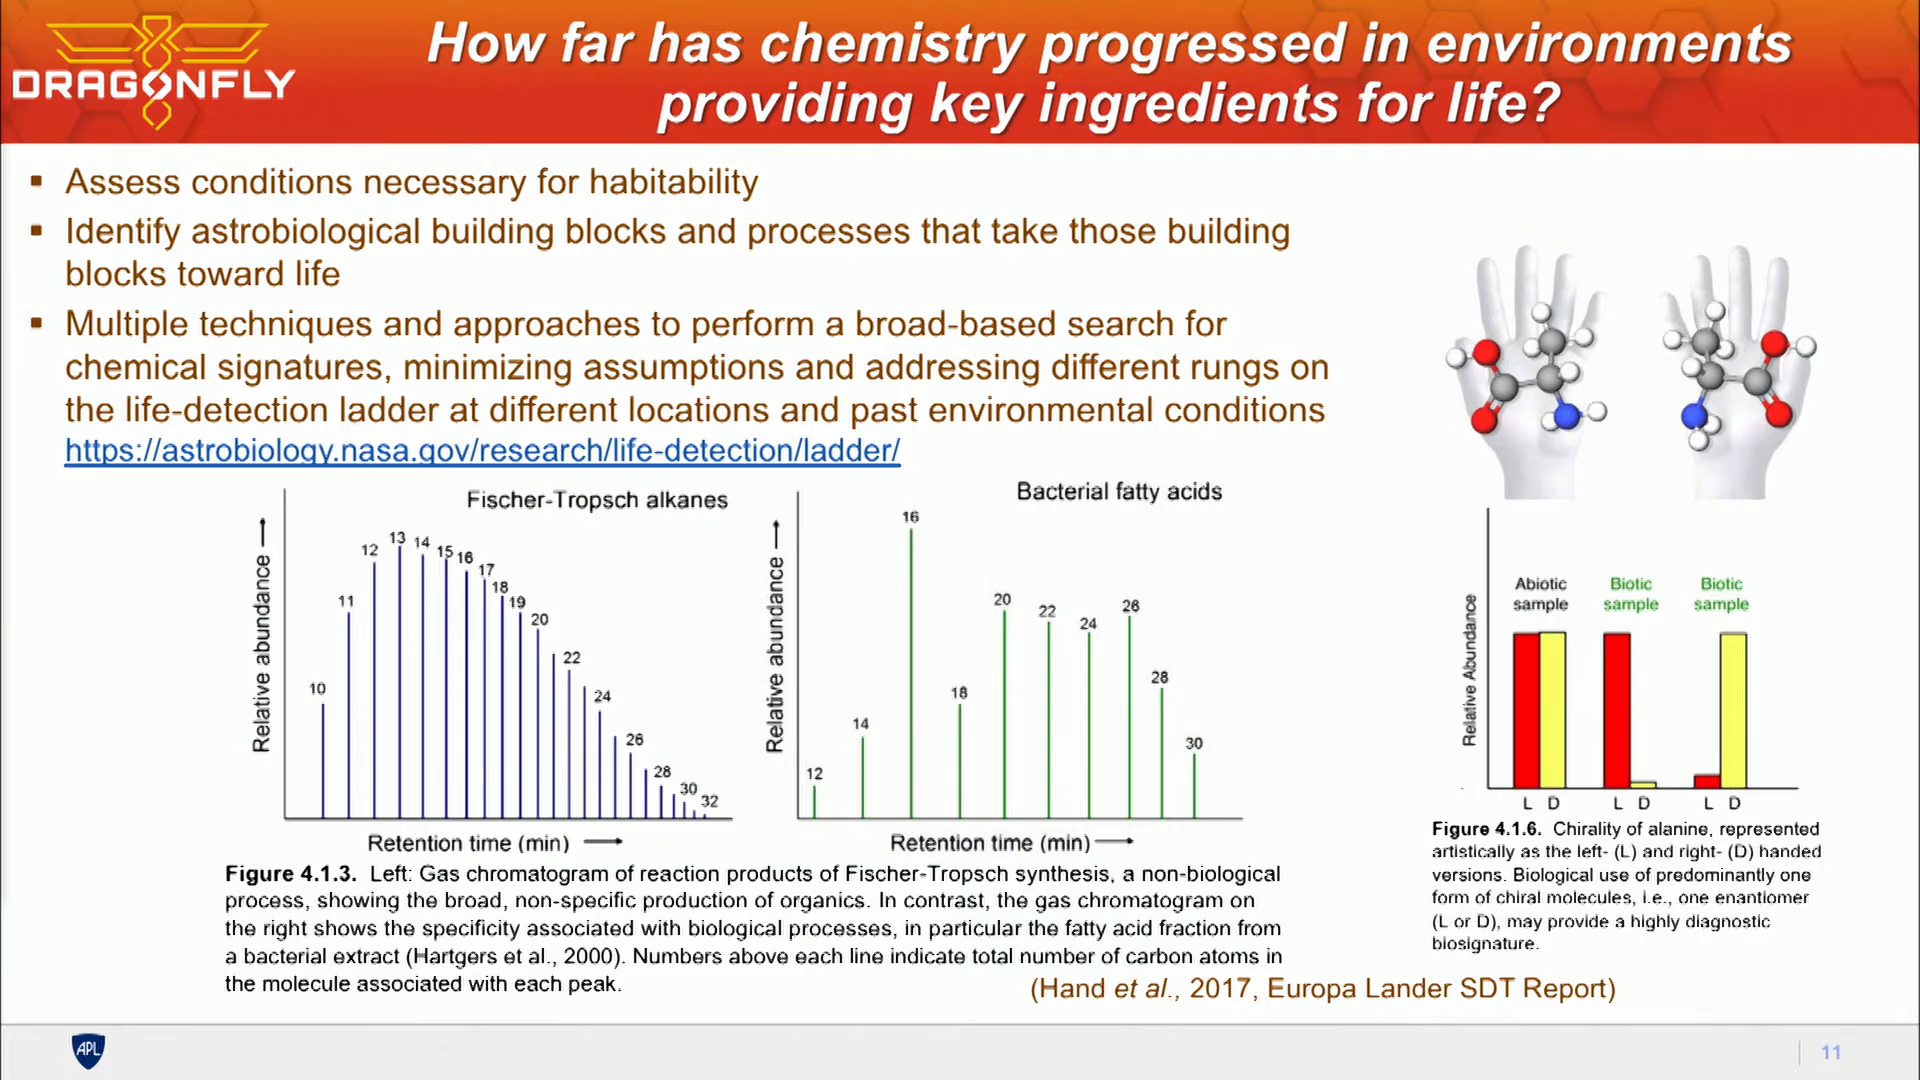 DRAGONFLY
How far has chemistry progressed in environments
providing key ingredients for life?
▪ Assess conditions necessary for habitability
▪ Identify astrobiological building blocks and processes that take those building
blocks toward life
▪ Multiple techniques and approaches to perform a broad-based search for
chemical signatures, minimizing assumptions and addressing different rungs on
the life-detection ladder at different locations and past environmental conditions
https://astrobiology.nasa.gov/research/life-detection/ladder/
Fischer-Tropsch alkanes
Relative abundance
10
11
12
13
14
15
16
17
18
19
20
22
24
26
28
30
32
Retention time (min)
Bacterial fatty acids
Relative abundance
12
14
16
18
20
22
24
26
28
30
Retention time (min)
Figure 4.1.3. Left: Gas chromatogram of reaction products of Fischer-Tropsch synthesis, a non-biological
process, showing the broad, non-specific production of organics. In contrast, the gas chromatogram on
the right shows the specificity associated with biological processes, in particular the fatty acid fraction from
a bacterial extract (Hartgers et al., 2000). Numbers above each line indicate total number of carbon atoms in
the molecule associated with each peak.
Relative Abundance
Abiotic
sample
Biotic
sample
Biotic
sample
L D
L D
L D
Figure 4.1.6. Chirality of alanine, represented
artistically as the left- (L) and right- (D) handed
versions. Biological use of predominantly one
form of chiral molecules, i.e., one enantiomer
(L or D), may provide a highly diagnostic
biosignature.
(Hand et al., 2017, Europa Lander SDT Report)
APL
11